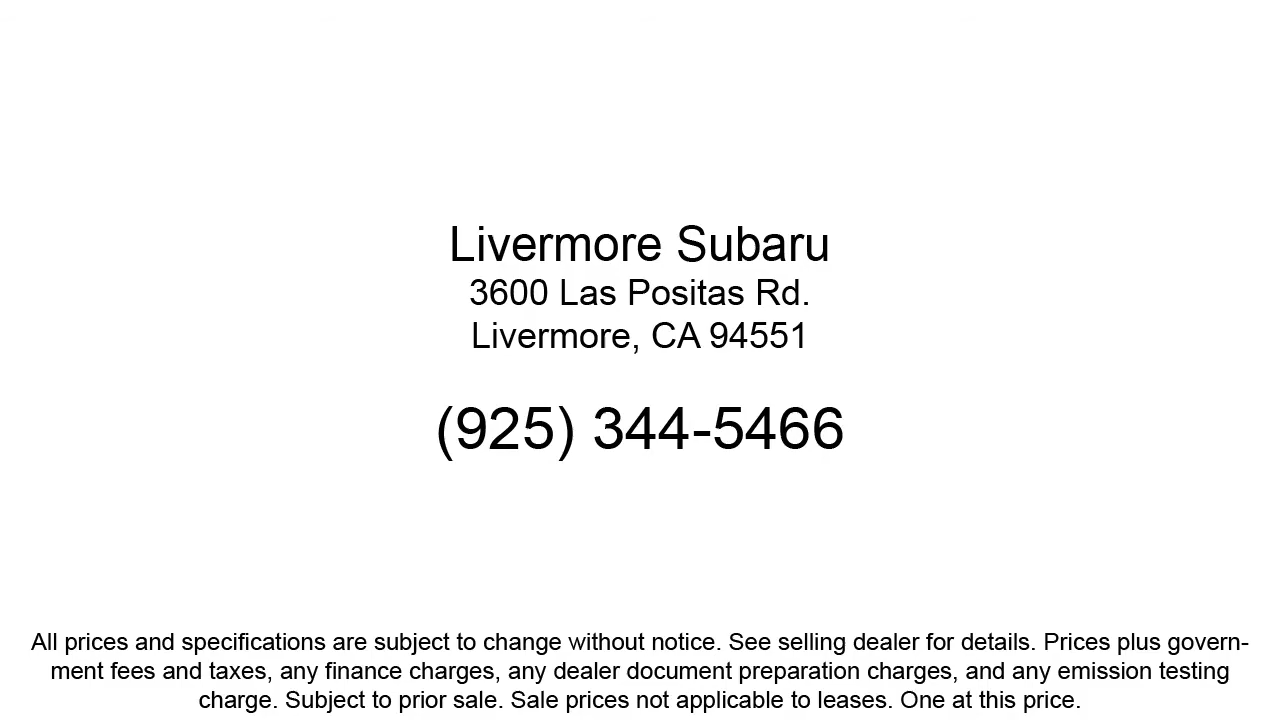 Livermore Subaru
3600 Las Positas Rd.
Livermore, CA 94551
(925) 344-5466
All prices and specifications are subject to change without notice. See selling dealer for details. Prices plus govern-
ment fees and taxes, any finance charges, any dealer document preparation charges, and any emission testing
charge. Subject to prior sale. Sale prices not applicable to leases. One at this price.